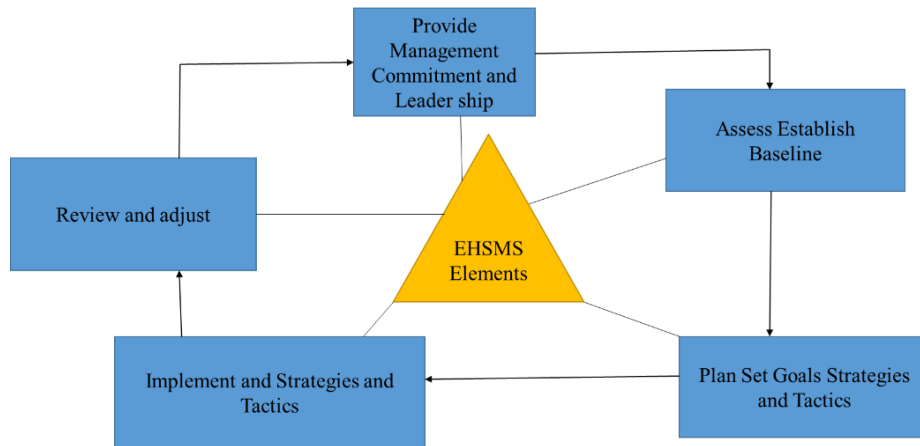 Provide
Management
Commitment and
Leader ship
Assess Establish
Baseline
Review and adjust
EHSMS
Elements
Implement and Strategies and
Tactics
Plan Set Goals Strategies
and Tactics